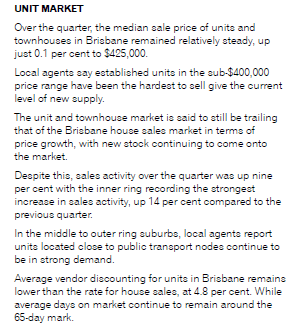 UNIT MARKET
Over the quarter, the median sale price of units and
townhouses in Brisbane remained relatively steady, up
just 0.1 per cent to $425,000.
Local agents say established units in the sub-$400,000
price range have been the hardest to sell give the current
level of new supply.
The unit and townhouse market is said to still be trailing
that of the Brisbane house sales market in terms of
price growth, with new stock continuing to come onto
the market.
Despite this, sales activity over the quarter was up nine
per cent with the inner ring recording the strongest
increase in sales activity, up 14 per cent compared to the
previous quarter.
In the middle to outer ring suburbs, local agents report
units located close to public transport nodes continue to
be in strong demand.
Average vendor discounting for units in Brisbane remains
lower than the rate for house sales, at 4.8 per cent. While
average days on market continue to remain around the
65-day mark.